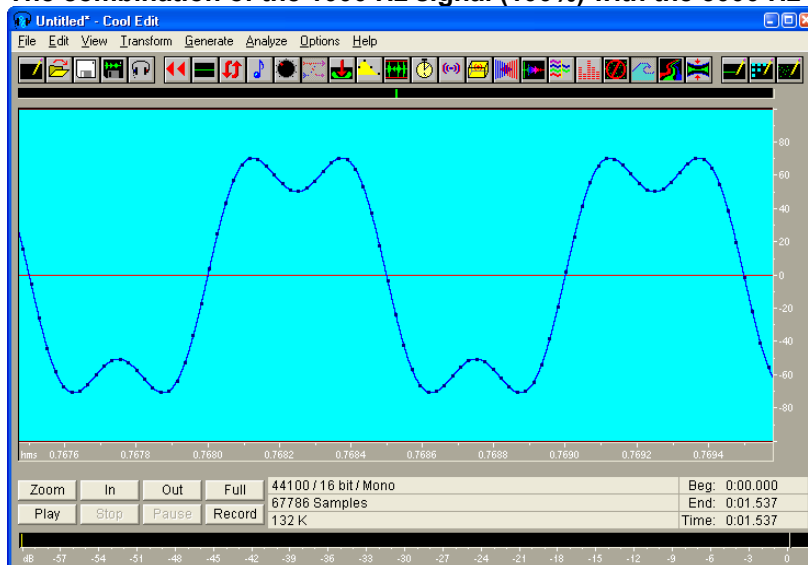 Untitled* - Cool Edit
File Edit View Transform Generate Analyze Options Help
80
60
40
20
0
-20
-40
-60
-80
hms 0.7676 0.7678 0.7680 0.7682 0.7684 0.7686 0.7688 0.7690 0.7692 0.7694
Zoom In Out Full
Play Stop Pause Record
44100 / 16 bit / Mono
67786 Samples
132 K
Beg: 0:00.000
End: 0:01.537
Time: 0:01.537
dB -57 -54 -51 -48 -45 -42 -39 -36 -33 -30 -27 -24 -21 -18 -15 -12 -9 -6 -3 0